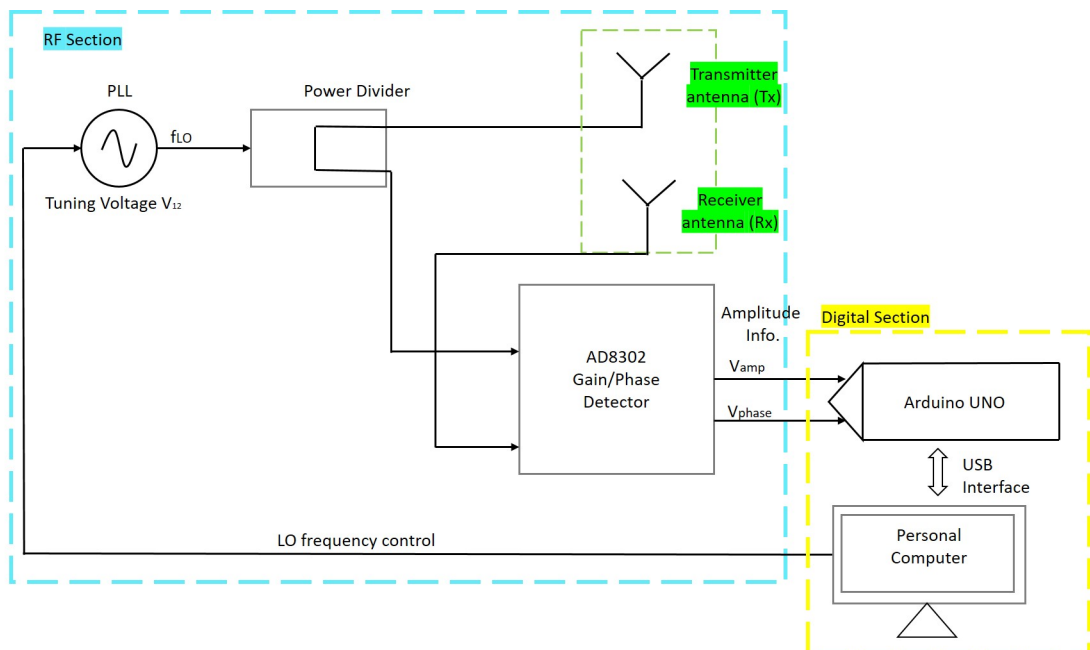 RF Section
PLL
Power Divider
Transmitter
antenna (Tx)
fLO
Tuning Voltage V₁₂
Receiver
antenna (Rx)
Amplitude
Info.
Digital Section
AD8302
Gain/Phase
Detector
Vamp
Vphase
Arduino UNO
USB
Interface
LO frequency control
Personal
Computer